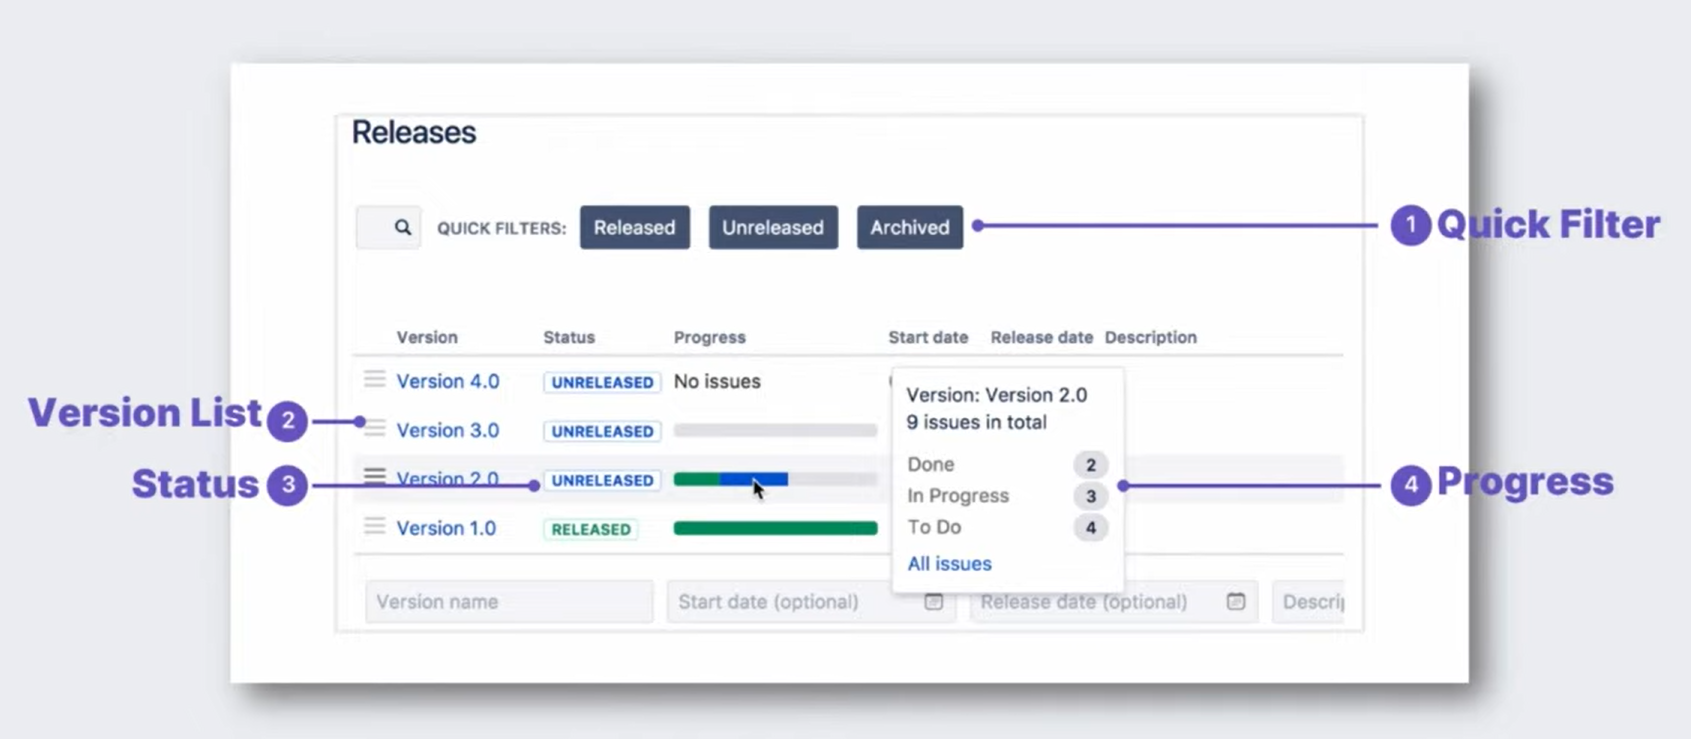 Releases
QUICK FILTERS: Released Unreleased Archived
1 Quick Filter
Version Status Progress Start date Release date Description
Version 4.0 UNRELEASED No issues
Version List 2
Version 3.0 UNRELEASED
Status 3
Version 2.0 UNRELEASED
Version 1.0 RELEASED
Version: Version 2.0
9 issues in total
Done 2
In Progress 3
To Do 4
All issues
4 Progress
Version name Start date (optional) Release date (optional) Descrip